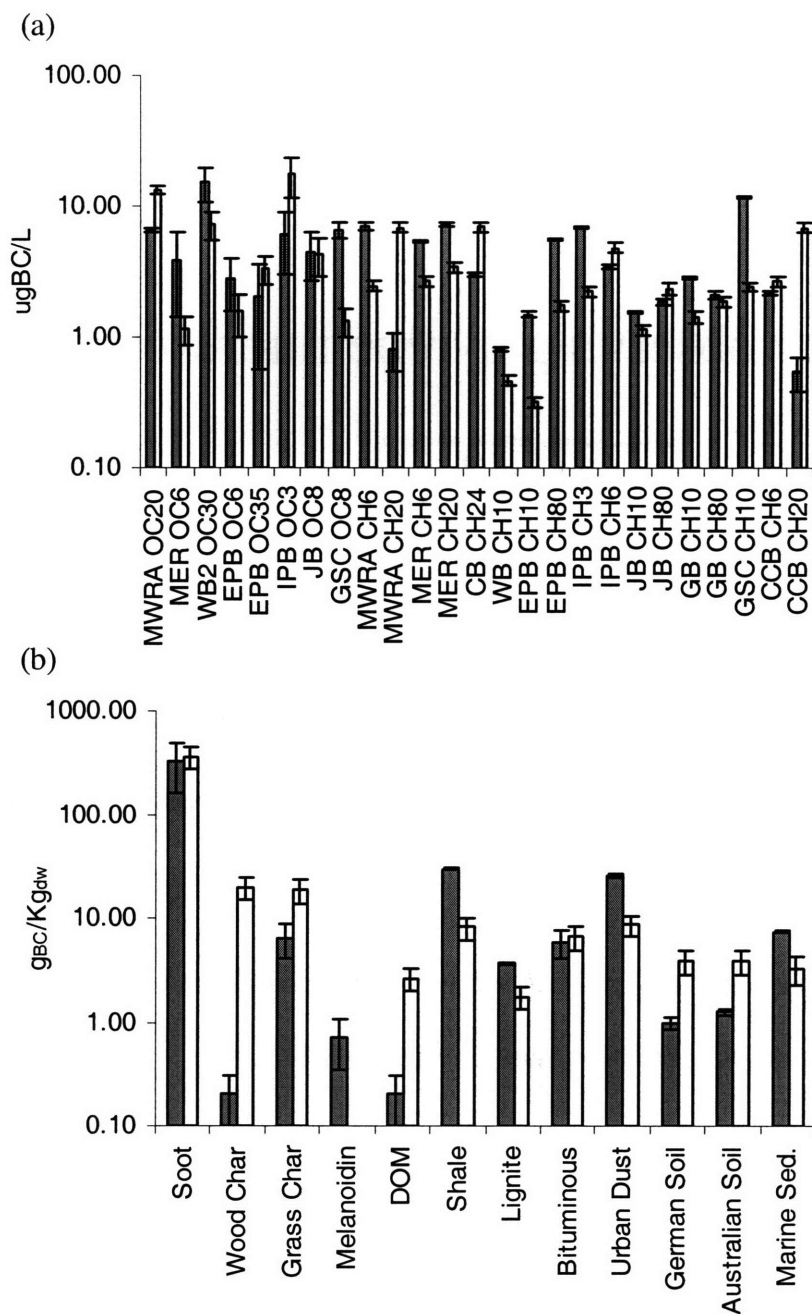 (a)
100.00
10.00
1.00
0.10
ugBC/L
MWRA OC20
MER OC6
WB2 OC30
EPB OC6
EPB OC35
IPB OC3
JB OC8
GSC OC8
MWRA CH6
MWRA CH20
MER CH6
MER CH20
CB CH24
WB CH10
EPB CH10
EPB CH80
IPB CH3
IPB CH6
JB CH10
JB CH80
GB CH10
GB CH80
GSC CH10
CCB CH6
CCB CH20
(b)
1000.00
100.00
10.00
1.00
0.10
gBC/Kgdw
Soot
Wood Char
Grass Char
Melanoidin
DOM
Shale
Lignite
Bituminous
Urban Dust
German Soil
Australian Soil
Marine Sed.